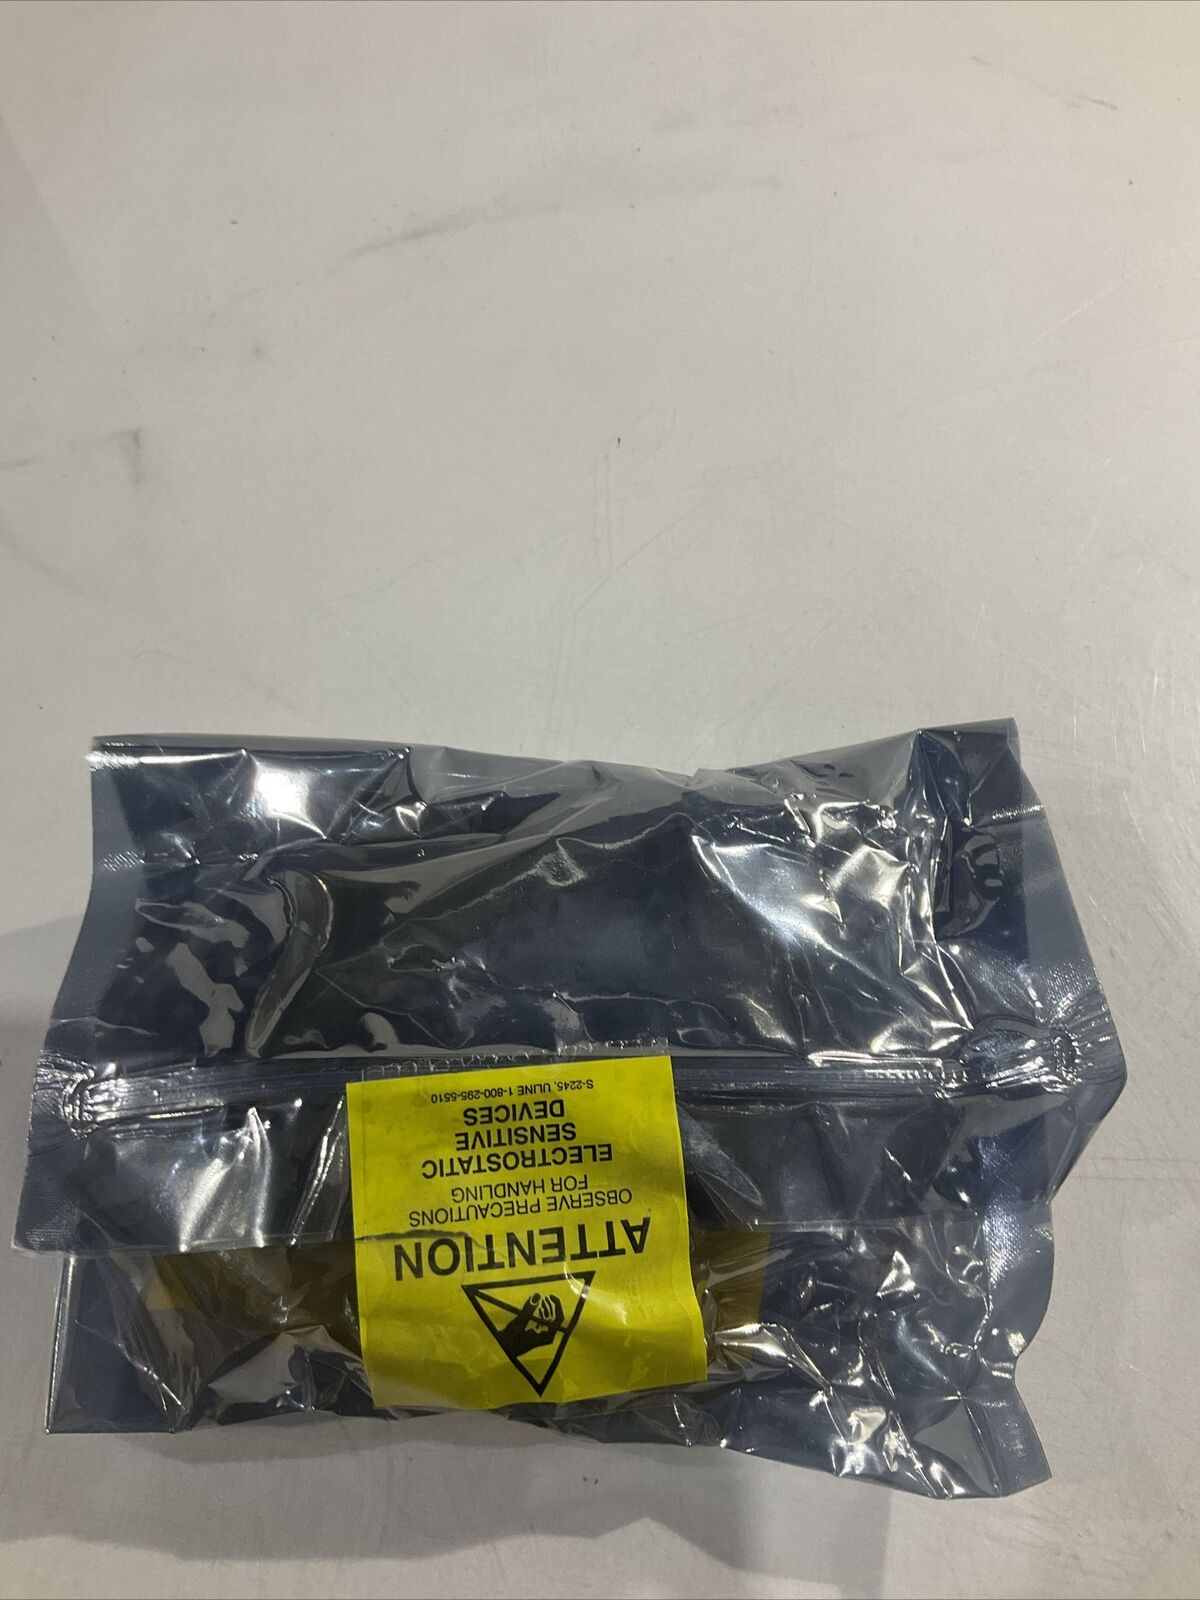 ATTENTION
OBSERVE PRECAUTIONS
FOR HANDLING
ELECTROSTATIC
SENSITIVE
DEVICES
S-2245, ULINE 1-800-295-5510